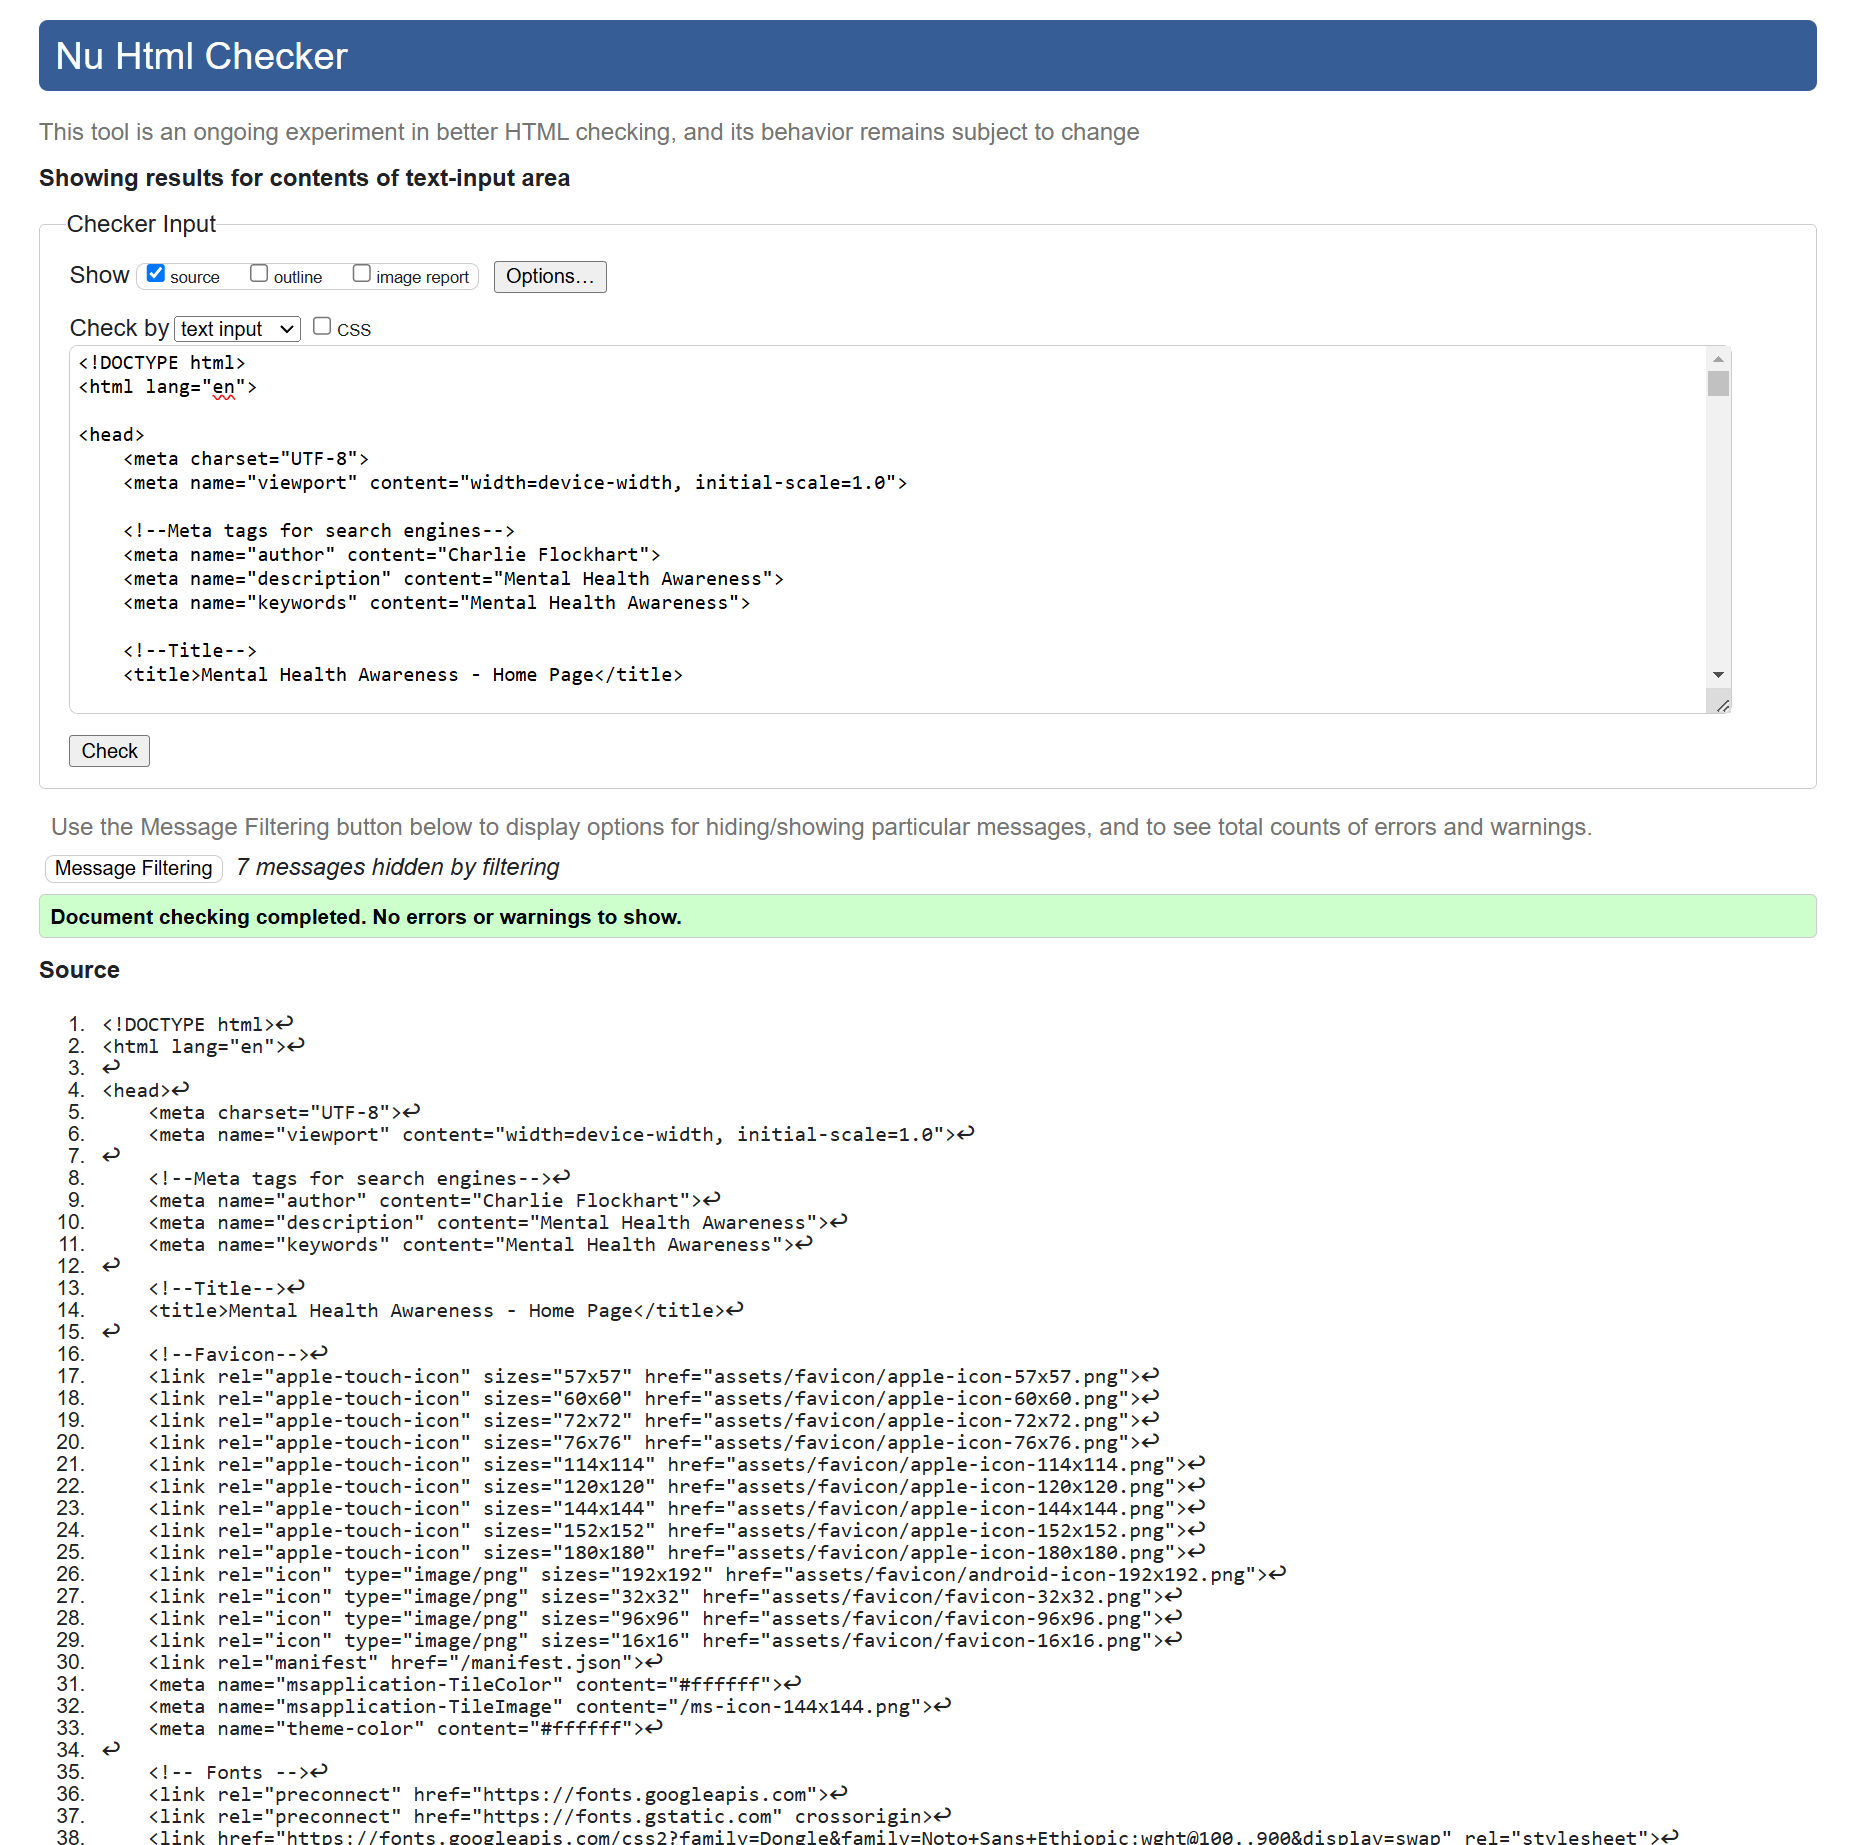 Nu Html Checker
This tool is an ongoing experiment in better HTML checking, and its behavior remains subject to change
Showing results for contents of text-input area
Checker Input
Show source outline image report Options...
Check by text input CSS
<!DOCTYPE html>
<html lang="en">
<head>
<meta charset="UTF-8">
<meta name="viewport" content="width=device-width, initial-scale=1.0">
<!--Meta tags for search engines-->
<meta name="author" content="Charlie Flockhart">
<meta name="description" content="Mental Health Awareness">
<meta name="keywords" content="Mental Health Awareness">
<!--Title-->
<title>Mental Health Awareness - Home Page</title>
Check
Use the Message Filtering button below to display options for hiding/showing particular messages, and to see total counts of errors and warnings.
Message Filtering 7 messages hidden by filtering
Document checking completed. No errors or warnings to show.
Source
1. <!DOCTYPE html>↩
2. <html lang="en">↩
3. ↩
4. <head>↩
5. <meta charset="UTF-8">↩
6. <meta name="viewport" content="width=device-width, initial-scale=1.0">↩
7. ↩
8. <!--Meta tags for search engines-->↩
9. <meta name="author" content="Charlie Flockhart">↩
10. <meta name="description" content="Mental Health Awareness">↩
11. <meta name="keywords" content="Mental Health Awareness">↩
12. ↩
13. <!--Title-->↩
14. <title>Mental Health Awareness - Home Page</title>↩
15. ↩
16. <!--Favicon-->↩
17. <link rel="apple-touch-icon" sizes="57x57" href="assets/favicon/apple-icon-57x57.png">↩
18. <link rel="apple-touch-icon" sizes="60x60" href="assets/favicon/apple-icon-60x60.png">↩
19. <link rel="apple-touch-icon" sizes="72x72" href="assets/favicon/apple-icon-72x72.png">↩
20. <link rel="apple-touch-icon" sizes="76x76" href="assets/favicon/apple-icon-76x76.png">↩
21. <link rel="apple-touch-icon" sizes="114x114" href="assets/favicon/apple-icon-114x114.png">↩
22. <link rel="apple-touch-icon" sizes="120x120" href="assets/favicon/apple-icon-120x120.png">↩
23. <link rel="apple-touch-icon" sizes="144x144" href="assets/favicon/apple-icon-144x144.png">↩
24. <link rel="apple-touch-icon" sizes="152x152" href="assets/favicon/apple-icon-152x152.png">↩
25. <link rel="apple-touch-icon" sizes="180x180" href="assets/favicon/apple-icon-180x180.png">↩
26. <link rel="icon" type="image/png" sizes="192x192" href="assets/favicon/android-icon-192x192.png">↩
27. <link rel="icon" type="image/png" sizes="32x32" href="assets/favicon/favicon-32x32.png">↩
28. <link rel="icon" type="image/png" sizes="96x96" href="assets/favicon/favicon-96x96.png">↩
29. <link rel="icon" type="image/png" sizes="16x16" href="assets/favicon/favicon-16x16.png">↩
30. <link rel="manifest" href="/manifest.json">↩
31. <meta name="msapplication-TileColor" content="#ffffff">↩
32. <meta name="msapplication-TileImage" content="/ms-icon-144x144.png">↩
33. <meta name="theme-color" content="#ffffff">↩
34. ↩
35. <!-- Fonts -->↩
36. <link rel="preconnect" href="https://fonts.googleapis.com">↩
37. <link rel="preconnect" href="https://fonts.gstatic.com" crossorigin>↩
38. <link href="https://fonts.googleapis.com/css2?family=Dongle&family=Noto+Sans+Ethiopic:wght@100..900&display=swap" rel="stylesheet">↩